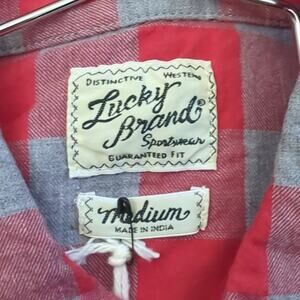 DISTINCTIVE WESTERN
Lucky
Brand®
Sportswear
GUARANTEED FIT
Medium
MADE IN INDIA